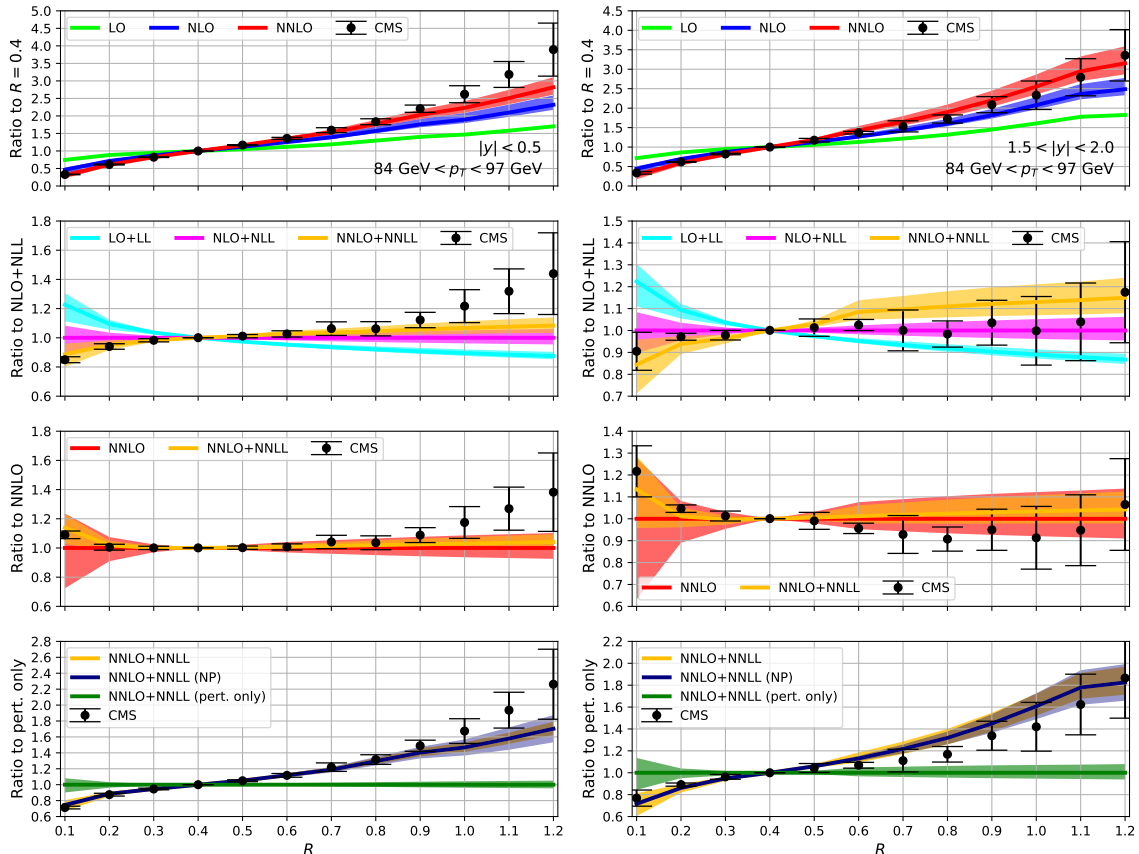 Ratio to R = 0.4
5.0
4.5
4.0
3.5
3.0
2.5
2.0
1.5
1.0
0.5
0.0
LO NLO NNLO CMS
|y| < 0.5
84 GeV < p_T < 97 GeV
Ratio to R = 0.4
5.0
4.5
4.0
3.5
3.0
2.5
2.0
1.5
1.0
0.5
0.0
LO NLO NNLO CMS
1.5 < |y| < 2.0
84 GeV < p_T < 97 GeV
Ratio to NLO+NLL
1.8
1.6
1.4
1.2
1.0
0.8
0.6
LO+LL NLO+NLL NNLO+NNLL CMS
Ratio to NLO+NLL
1.5
1.4
1.3
1.2
1.1
1.0
0.9
0.8
0.7
LO+LL NLO+NLL NNLO+NNLL CMS
Ratio to NNLO
1.8
1.6
1.4
1.2
1.0
0.8
0.6
NNLO NNLO+NNLL CMS
Ratio to NNLO
1.4
1.3
1.2
1.1
1.0
0.9
0.8
0.7
0.6
NNLO NNLO+NNLL CMS
Ratio to pert. only
2.8
2.6
2.4
2.2
2.0
1.8
1.6
1.4
1.2
1.0
0.8
0.6
NNLO+NNLL
NNLO+NNLL (NP)
NNLO+NNLL (pert. only)
CMS
0.1 0.2 0.3 0.4 0.5 0.6 0.7 0.8 0.9 1.0 1.1 1.2
R
Ratio to pert. only
2.2
2.0
1.8
1.6
1.4
1.2
1.0
0.8
0.6
NNLO+NNLL
NNLO+NNLL (NP)
NNLO+NNLL (pert. only)
CMS
0.1 0.2 0.3 0.4 0.5 0.6 0.7 0.8 0.9 1.0 1.1 1.2
R